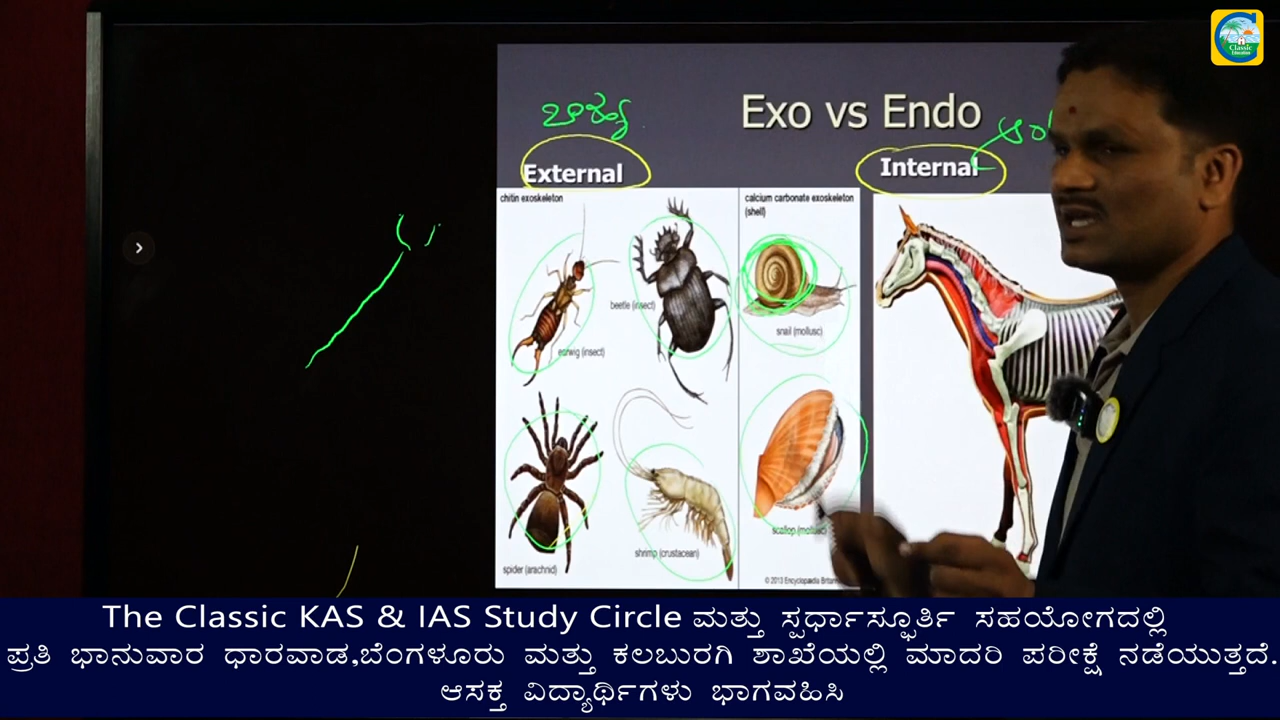 Classic
Education
ಬಾಹ್ಯ
Exo vs Endo
External
Internal
chitin exoskeleton
calcium carbonate exoskeleton
(shell)
beetle (insect)
earwig (insect)
snail (mollusc)
spider (arachnid)
shrimp (crustacean)
scallop (mollusc)
The Classic KAS & IAS Study Circle ಮತ್ತು ಸ್ಪರ್ಧಾಸ್ಫೂರ್ತಿ ಸಹಯೋಗದಲ್ಲಿ
ಪ್ರತಿ ಭಾನುವಾರ ಧಾರವಾಡ,ಬೆಂಗಳೂರು ಮತ್ತು ಕಲಬುರಗಿ ಶಾಖೆಯಲ್ಲಿ ಮಾದರಿ ಪರೀಕ್ಷೆ ನಡೆಯುತ್ತದೆ.
ಆಸಕ್ತ ವಿದ್ಯಾರ್ಥಿಗಳು ಭಾಗವಹಿಸಿ
© 2013 Encyclopædia